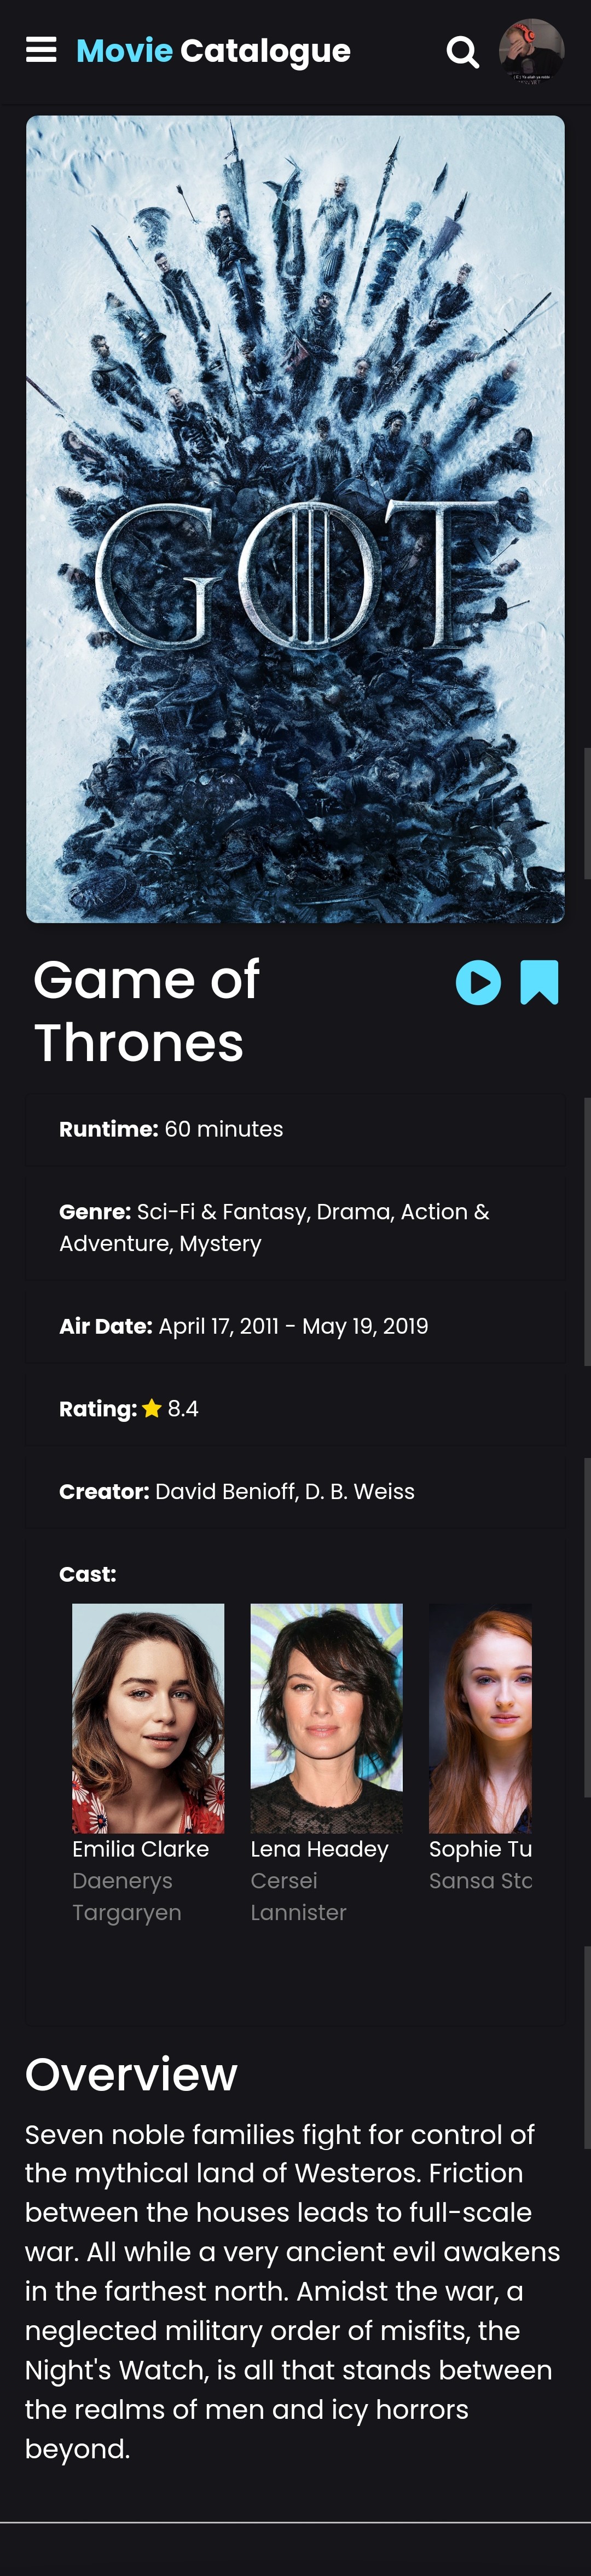 Movie Catalogue
GOT
Game of
Thrones
Runtime: 60 minutes
Genre: Sci-Fi & Fantasy, Drama, Action &
Adventure, Mystery
Air Date: April 17, 2011 - May 19, 2019
Rating: 8.4
Creator: David Benioff, D. B. Weiss
Cast:
Emilia Clarke
Daenerys
Targaryen
Lena Headey
Cersei
Lannister
Sophie Tu
Sansa Sta
Overview
Seven noble families fight for control of
the mythical land of Westeros. Friction
between the houses leads to full-scale
war. All while a very ancient evil awakens
in the farthest north. Amidst the war, a
neglected military order of misfits, the
Night's Watch, is all that stands between
the realms of men and icy horrors
beyond.